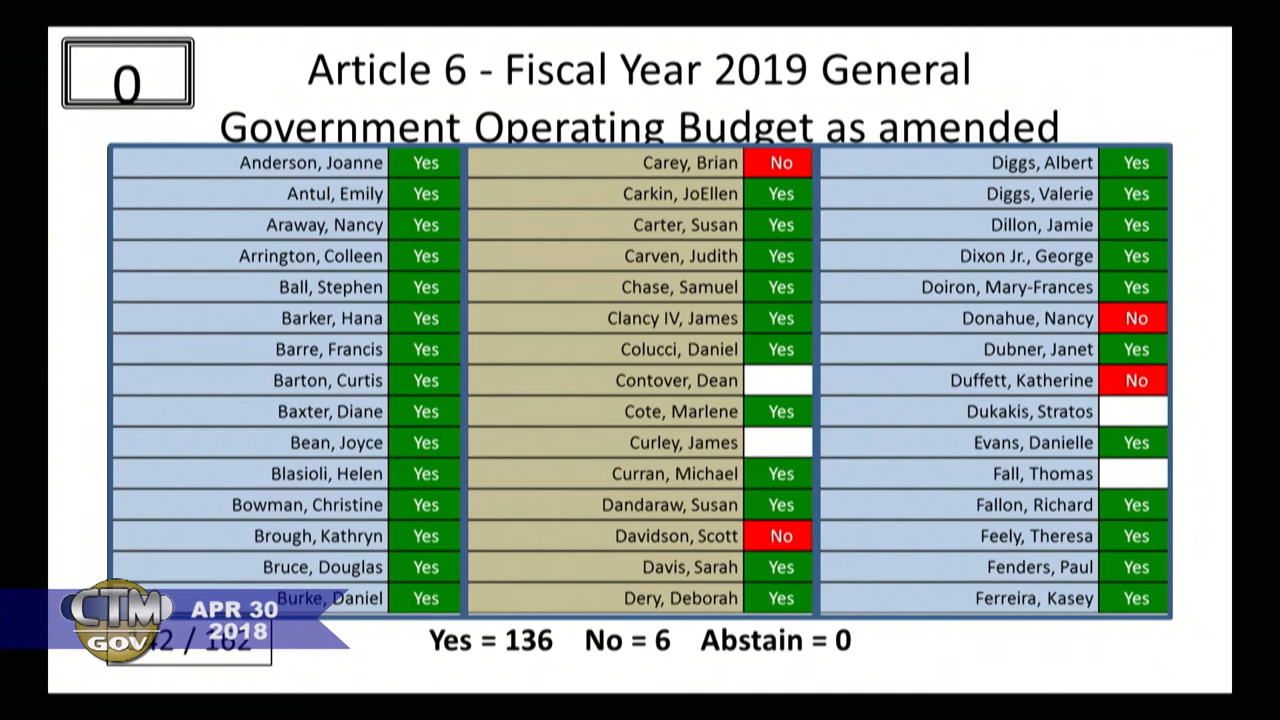 0
Article 6 - Fiscal Year 2019 General
Government Operating Budget as amended
Anderson, Joanne Yes Carey, Brian No Diggs, Albert Yes
Antul, Emily Yes Carkin, JoEllen Yes Diggs, Valerie Yes
Araway, Nancy Yes Carter, Susan Yes Dillon, Jamie Yes
Arrington, Colleen Yes Carven, Judith Yes Dixon Jr., George Yes
Ball, Stephen Yes Chase, Samuel Yes Doiron, Mary-Frances Yes
Barker, Hana Yes Clancy IV, James Yes Donahue, Nancy No
Barre, Francis Yes Colucci, Daniel Yes Dubner, Janet Yes
Barton, Curtis Yes Contover, Dean Duffett, Katherine No
Baxter, Diane Yes Cote, Marlene Yes Dukakis, Stratos
Bean, Joyce Yes Curley, James Evans, Danielle Yes
Blasioli, Helen Yes Curran, Michael Yes Fall, Thomas
Bowman, Christine Yes Dandaraw, Susan Yes Fallon, Richard Yes
Brough, Kathryn Yes Davidson, Scott No Feely, Theresa Yes
Bruce, Douglas Yes Davis, Sarah Yes Fenders, Paul Yes
Burke, Daniel Yes Dery, Deborah Yes Ferreira, Kasey Yes
CTM
GOV
APR 30
2018
/ 162
Yes = 136 No = 6 Abstain = 0